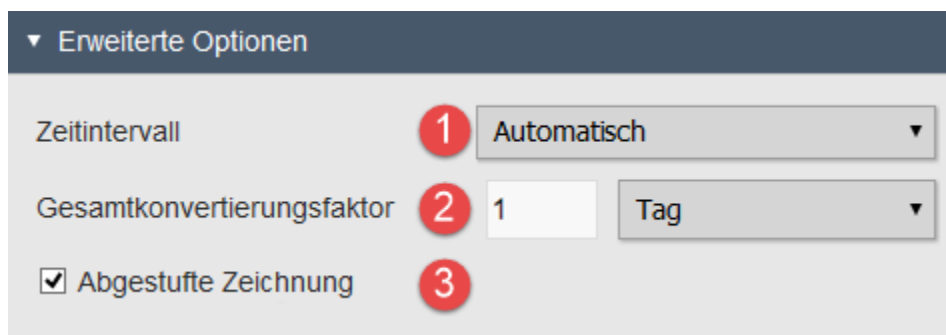 Erweiterte Optionen
Zeitintervall 1 Automatisch
Gesamtkonvertierungsfaktor 2 1 Tag
Abgestufte Zeichnung 3